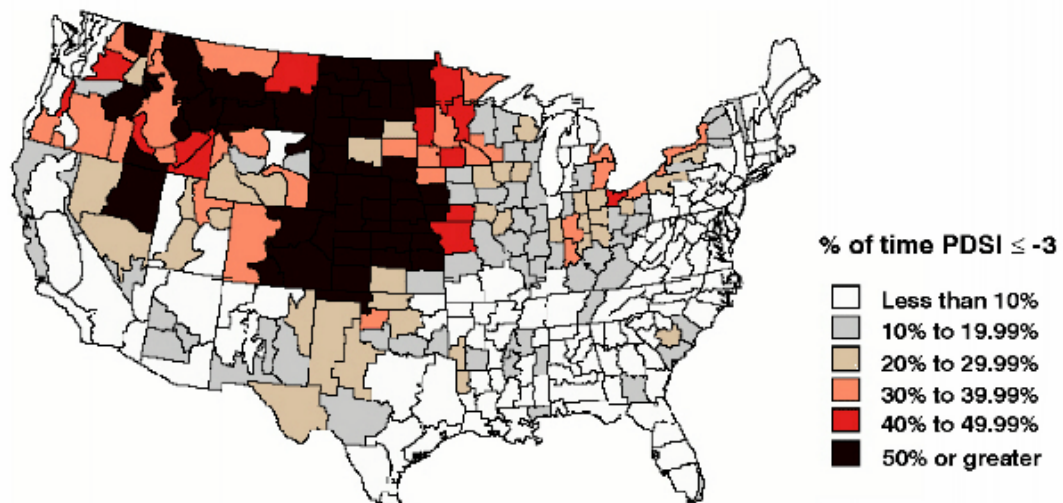 % of time PDSI ≤ -3
Less than 10%
10% to 19.99%
20% to 29.99%
30% to 39.99%
40% to 49.99%
50% or greater